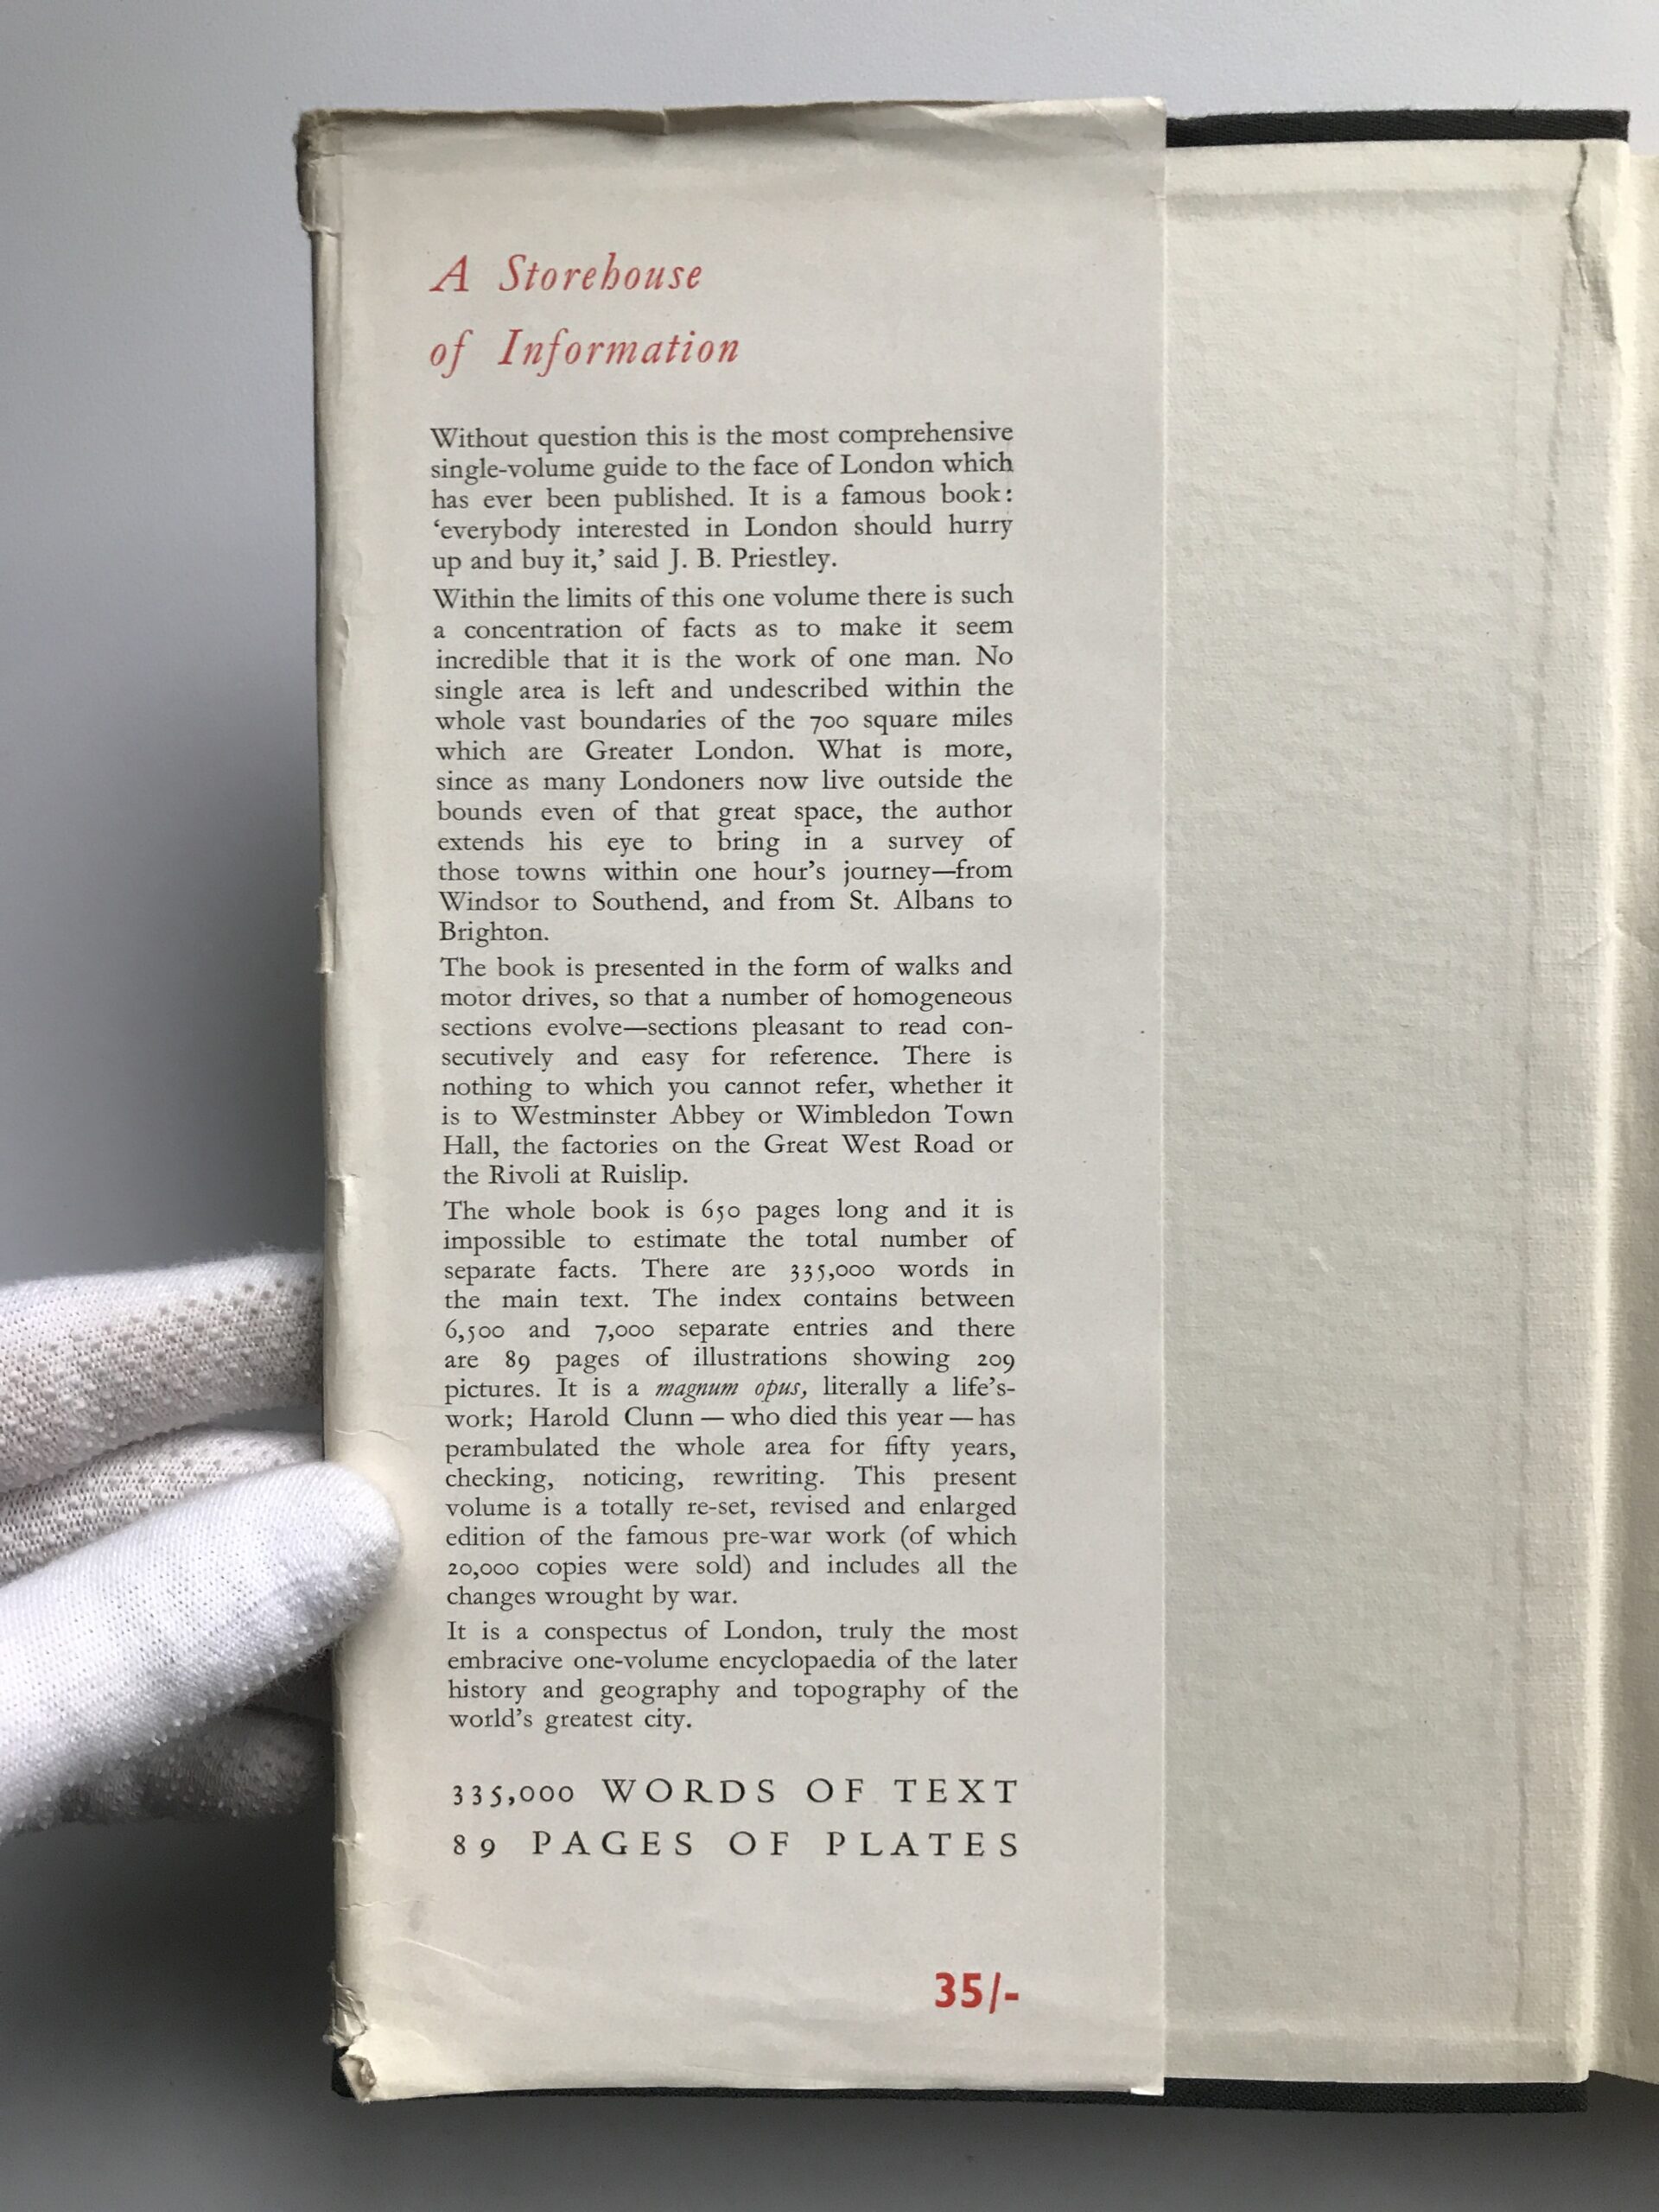 A Storehouse
of Information
Without question this is the most comprehensive
single-volume guide to the face of London which
has ever been published. It is a famous book:
‘everybody interested in London should hurry
up and buy it,’ said J. B. Priestley.
Within the limits of this one volume there is such
a concentration of facts as to make it seem
incredible that it is the work of one man. No
single area is left and undescribed within the
whole vast boundaries of the 700 square miles
which are Greater London. What is more,
since as many Londoners now live outside the
bounds even of that great space, the author
extends his eye to bring in a survey of
those towns within one hour’s journey—from
Windsor to Southend, and from St. Albans to
Brighton.
The book is presented in the form of walks and
motor drives, so that a number of homogeneous
sections evolve—sections pleasant to read con-
secutively and easy for reference. There is
nothing to which you cannot refer, whether it
is to Westminster Abbey or Wimbledon Town
Hall, the factories on the Great West Road or
the Rivoli at Ruislip.
The whole book is 650 pages long and it is
impossible to estimate the total number of
separate facts. There are 335,000 words in
the main text. The index contains between
6,500 and 7,000 separate entries and there
are 89 pages of illustrations showing 209
pictures. It is a magnum opus, literally a life’s-
work; Harold Clunn — who died this year — has
perambulated the whole area for fifty years,
checking, noticing, rewriting. This present
volume is a totally re-set, revised and enlarged
edition of the famous pre-war work (of which
20,000 copies were sold) and includes all the
changes wrought by war.
It is a conspectus of London, truly the most
embracive one-volume encyclopaedia of the later
history and geography and topography of the
world’s greatest city.
335,000 WORDS OF TEXT
89 PAGES OF PLATES
35/-